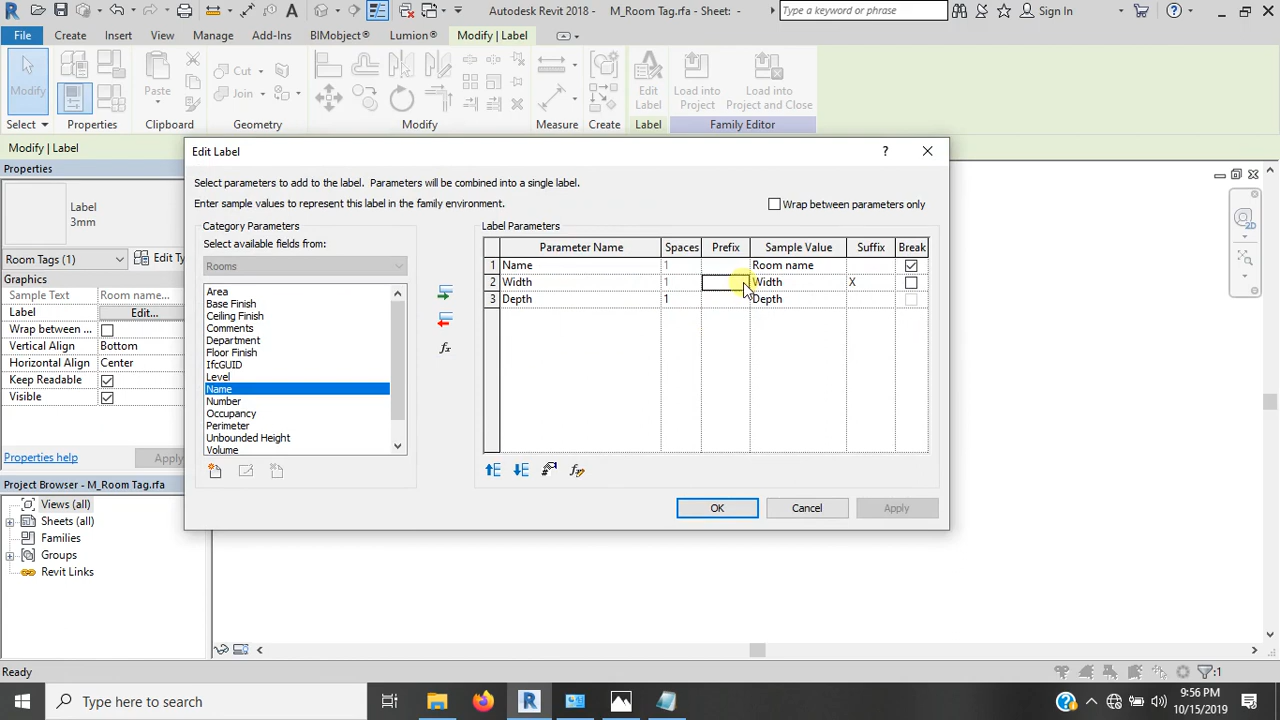 Autodesk Revit 2018 - M_Room Tag.rfa - Sheet: -
Type a keyword or phrase
Sign In
File Create Insert View Manage Add-Ins BIMobject® Lumion® Modify | Label
Modify
Paste
Cut
Join
Edit Label
Load into Project
Load into Project and Close
Select Properties Clipboard Geometry Modify Measure Create Label Family Editor
Modify | Label
Properties
Label
3mm
Room Tags (1)
Edit Ty
Graphics
Sample Text Room name...
Label Edit...
Wrap between ...
Vertical Align Bottom
Horizontal Align Center
Keep Readable
Visible
Properties help
Apply
Project Browser - M_Room Tag.rfa
Views (all)
Sheets (all)
Families
Groups
Revit Links
Edit Label
?
Select parameters to add to the label. Parameters will be combined into a single label.
Enter sample values to represent this label in the family environment.
Wrap between parameters only
Category Parameters
Select available fields from:
Rooms
Area
Base Finish
Ceiling Finish
Comments
Department
Floor Finish
IfcGUID
Level
Name
Number
Occupancy
Perimeter
Unbounded Height
Volume
fx
Label Parameters
Parameter Name Spaces Prefix Sample Value Suffix Break
1 Name 1 Room name
2 Width 1 Width X
3 Depth 1 Depth
OK Cancel Apply
2D
Ready
:1
Type here to search
9:56 PM
10/15/2019